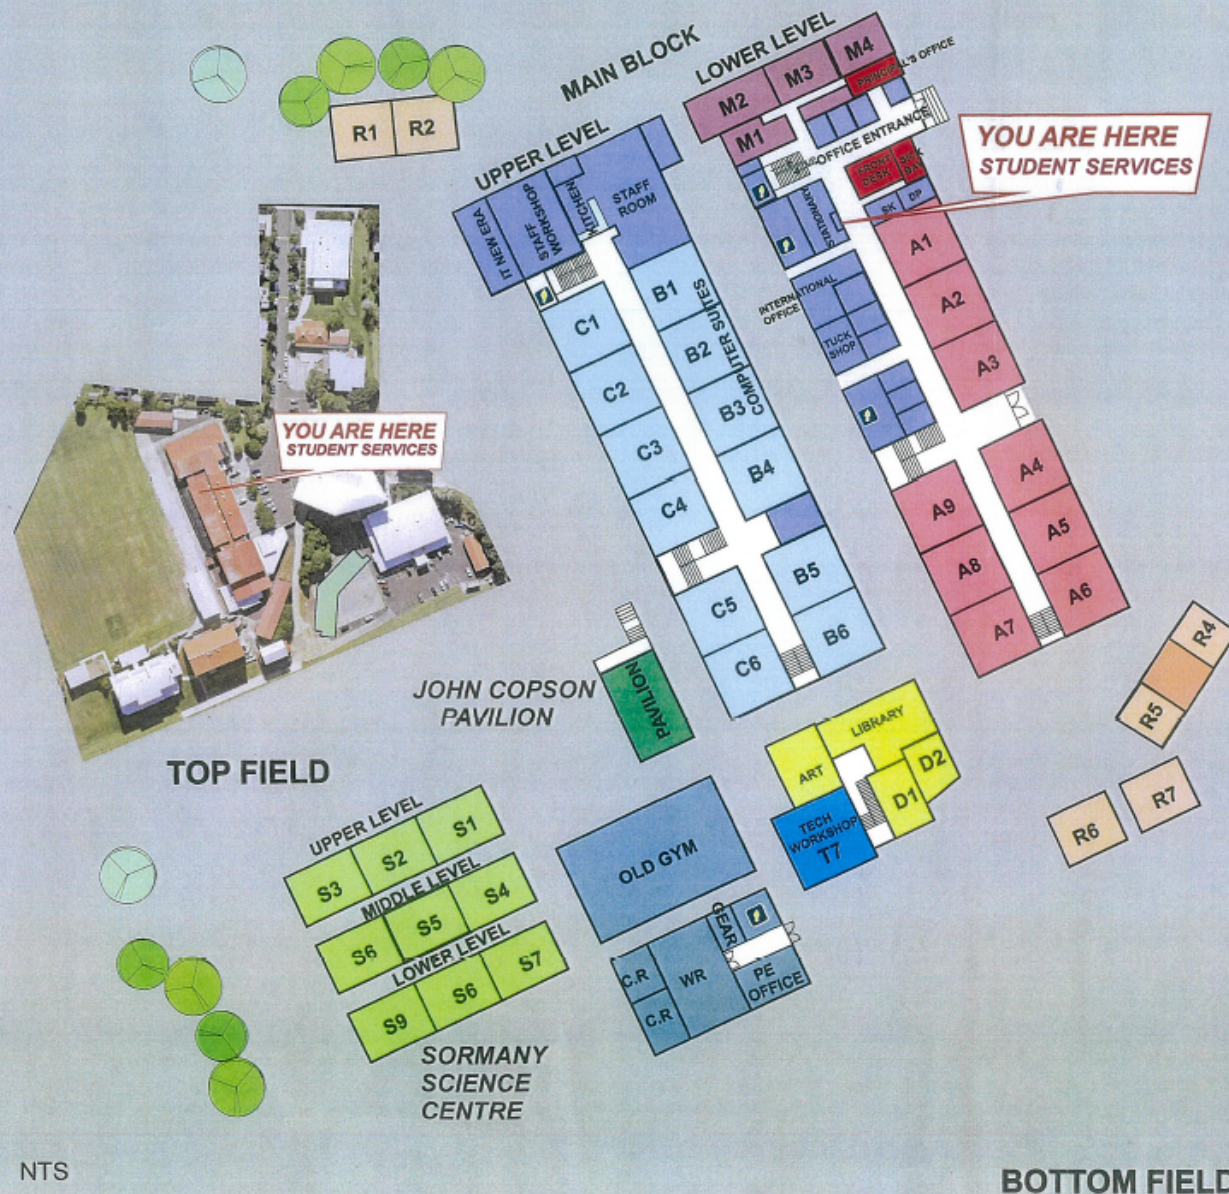 MAIN BLOCK
LOWER LEVEL
M4
M3
M2
M1
PRINCIPAL'S OFFICE
OFFICE ENTRANCE
FRONT
DESK
SICK
BAY
SK
DP
STATIONARY
YOU ARE HERE
STUDENT SERVICES
R1
R2
UPPER LEVEL
IT NEW ERA
STAFF
WORKSHOP
KITCHEN
STAFF
ROOM
INTERNATIONAL
OFFICE
TUCK
SHOP
A1
A2
A3
A4
A5
A6
A9
A8
A7
B1
B2
B3
B4
B5
B6
COMPUTER SUITES
C1
C2
C3
C4
C5
C6
YOU ARE HERE
STUDENT SERVICES
JOHN COPSON
PAVILION
PAVILION
TOP FIELD
LIBRARY
ART
D2
D1
TECH
WORKSHOP
T7
R4
R5
R6
R7
UPPER LEVEL
S1
S2
S3
MIDDLE LEVEL
S4
S5
S6
LOWER LEVEL
S7
S6
S9
SORMANY
SCIENCE
CENTRE
OLD GYM
GEAR
C.R
C.R
WR
PE
OFFICE
NTS
BOTTOM FIELD